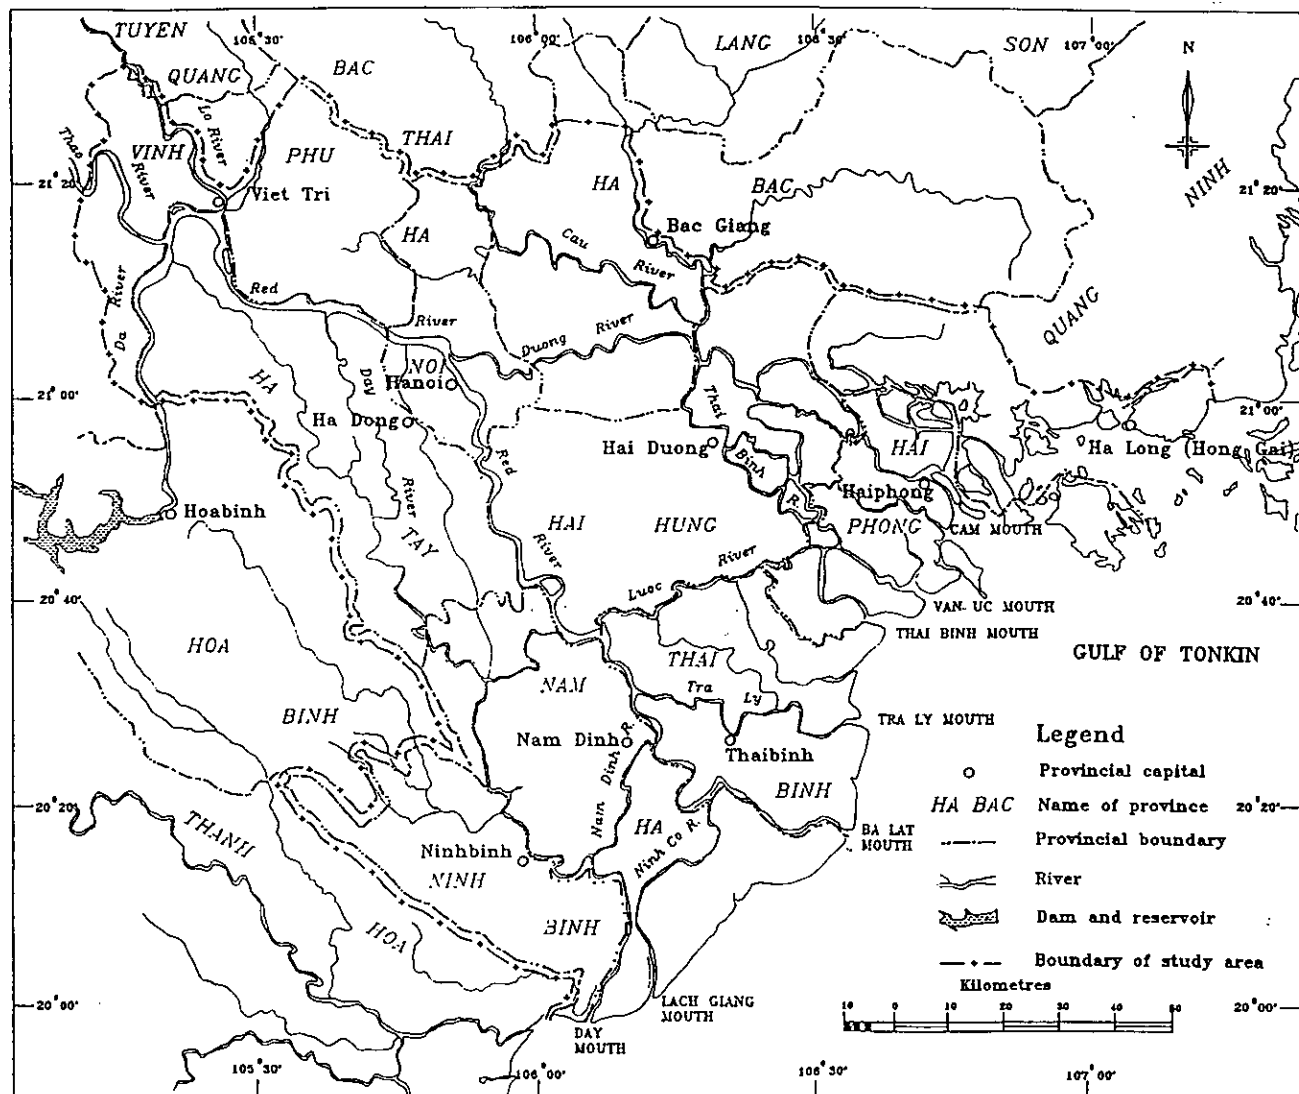 TUYEN
105°30'
106°00'
LANG
106°30'
SON
107°00'
QUANG
BAC
N
Lo River
THAI
Thao
River
VINH
PHU
HA
BAC
NINH
21°20'
Viet Tri
21°20'
Bac Giang
HA
Cau
River
Da
River
Red
River
QUANG
Duong
River
NOI
Hanoi
HA
Day
Thai
21°00'
21°00'
Ha Dong
Hai Duong
HAI
Ha Long (Hong Gai)
Red
Binh
R.
Haiphong
Hoabinh
River
HAI
HUNG
PHONG
CAM MOUTH
TAY
River
Luoc
River
20°40'
VAN UC MOUTH
20°40'
THAI BINH MOUTH
HOA
THAI
GULF OF TONKIN
NAM
Tra
Ly
BINH
TRA LY MOUTH
Nam Dinh
Thaibinh
Nam
Dinh
R.
BINH
Legend
Provincial capital
HA BAC
Name of province
20°20'
20°20'
THANH
HA
BA LAT
MOUTH
Provincial boundary
Ninh Co R.
Ninhbinh
NINH
River
Dam and reservoir
HOA
BINH
Boundary of study area
Kilometres
10 0 10 20 30 40 50
20°00'
LACH GIANG
MOUTH
20°00'
DAY
MOUTH
105°30'
106°00'
106°30'
107°00'